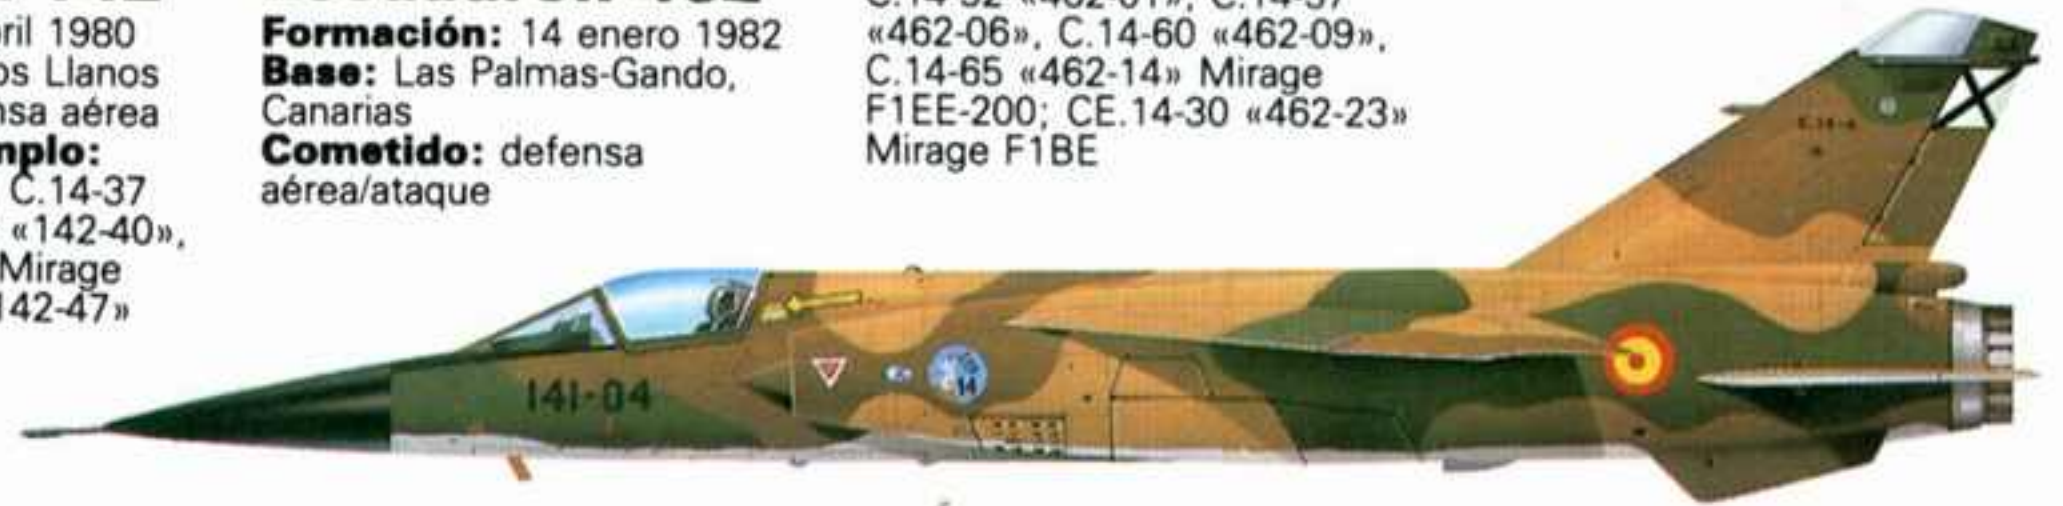 ril 1980
os Llanos
nsa aérea
mplo:
C.14-37
«142-40»,
Mirage
142-47»
Formación: 14 enero 1982
Base: Las Palmas-Gando,
Canarias
Cometido: defensa
aérea/ataque
«462-06», C.14-60 «462-09»,
C.14-65 «462-14» Mirage
F1EE-200; CE.14-30 «462-23»
Mirage F1BE
141-04
14